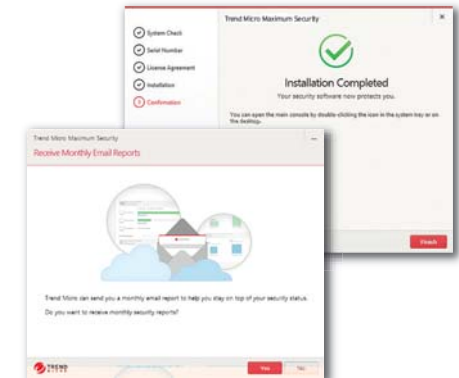 Trend Micro Maximum Security
System Check
Serial Number
License Agreement
Installation
Confirmation
Installation Completed
Your security software now protects you.
You can open the main console by double-clicking the icon in the system tray or on
the desktop.
Finish
Trend Micro Maximum Security
Receive Monthly Email Reports
Trend Micro can send you a monthly email report to help you stay on top of your security status.
Do you want to receive monthly security reports?
TREND
MICRO
Yes
No